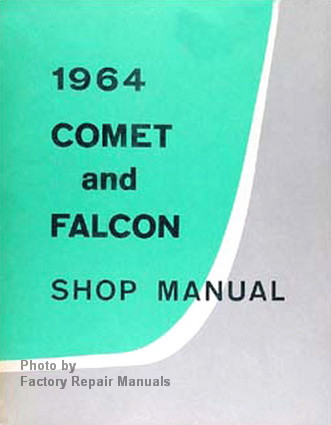 1964
COMET
and
FALCON
SHOP MANUAL
Photo by
Factory Repair Manuals